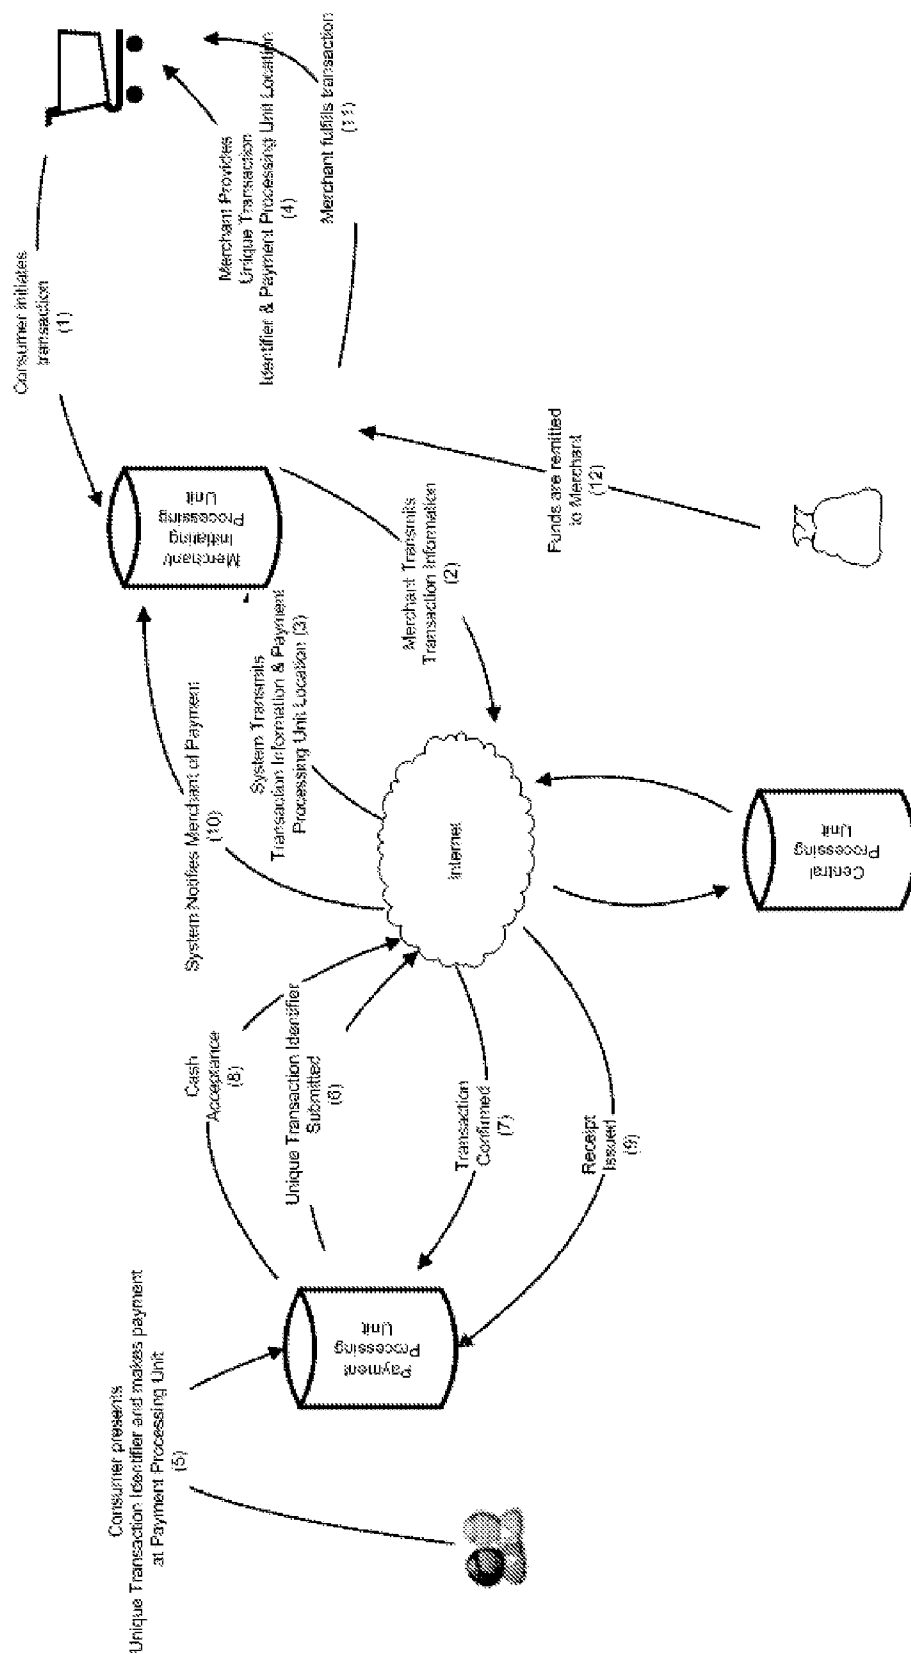 Consumer initiates
transaction
(1)
Merchant Provides
Unique Transaction
Identifier & Payment Processing Unit Location
(4)
Merchant fulfills transaction
(11)
Merchant/
Initiating
Processing
Unit
Merchant Transmits
Transaction Information
(2)
Funds are remitted
to Merchant
(12)
System Notifies Merchant of Payment
(10)
System Transmits
Transaction Information & Payment
Processing Unit Location (3)
Internet
Central
Processing
Unit
Cash
Acceptance
(8)
Unique Transaction Identifier
Submitted
(6)
Transaction
Confirmed
(7)
Receipt
Issued
(9)
Payment
Processing
Unit
Consumer presents
Unique Transaction Identifier and makes payment
at Payment Processing Unit
(5)